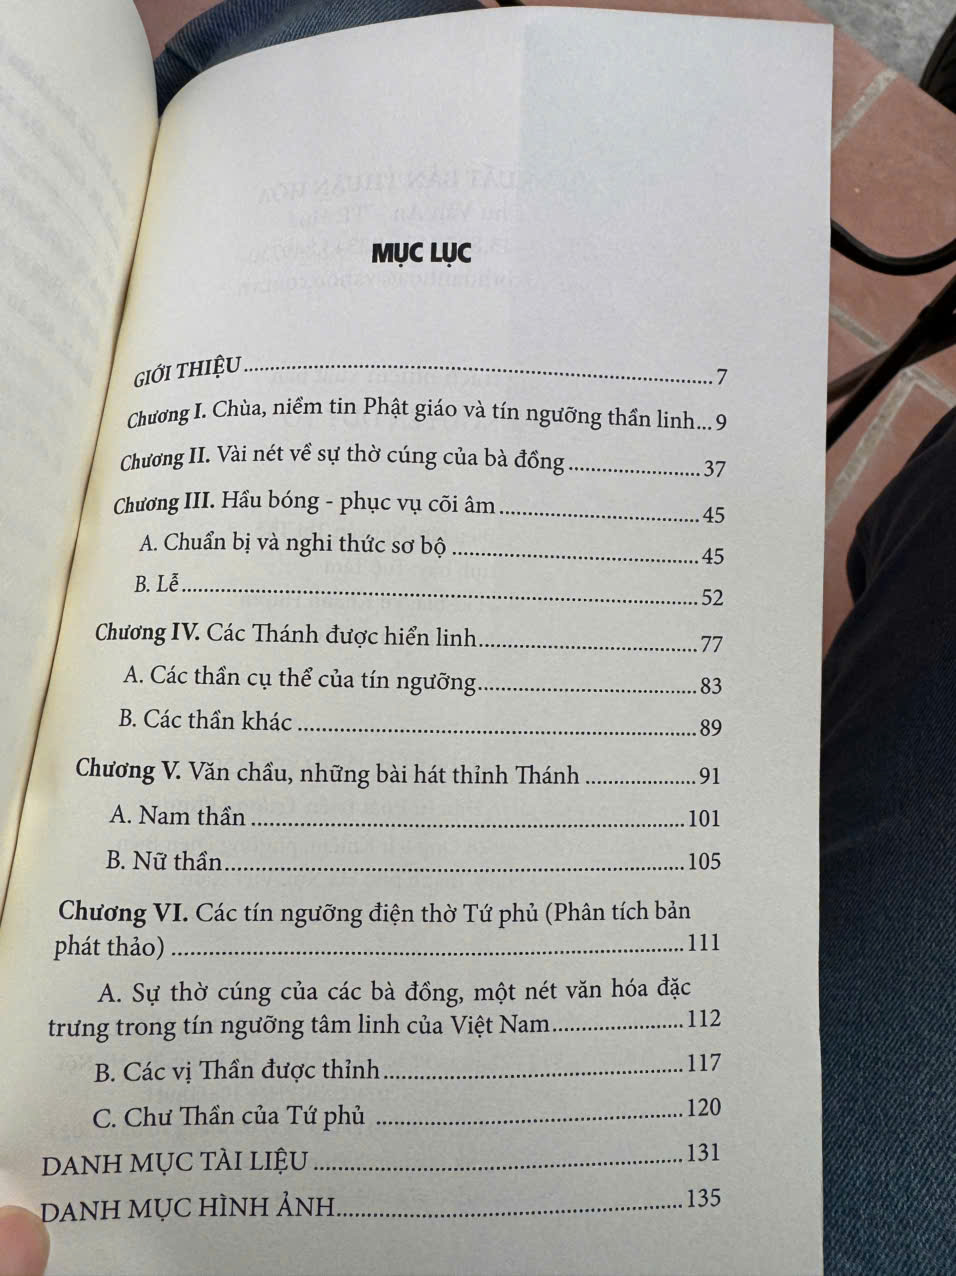 MỤC LỤC
GIỚI THIỆU........................................................7
Chương I. Chùa, niềm tin Phật giáo và tín ngưỡng thần linh...9
Chương II. Vài nét về sự thờ cúng của bà đồng.....................37
Chương III. Hầu bóng - phục vụ cõi âm................................45
A. Chuẩn bị và nghi thức sơ bộ.......................................45
B. Lễ.................................................................52
Chương IV. Các Thánh được hiển linh.................................77
A. Các thần cụ thể của tín ngưỡng...................................83
B. Các thần khác.....................................................89
Chương V. Văn chầu, những bài hát thỉnh Thánh..................91
A. Nam thần.........................................................101
B. Nữ thần..........................................................105
Chương VI. Các tín ngưỡng điện thờ Tứ phủ (Phân tích bản
phát thảo)..........................................................111
A. Sự thờ cúng của các bà đồng, một nét văn hóa đặc
trưng trong tín ngưỡng tâm linh của Việt Nam....................112
B. Các vị Thần được thỉnh...........................................117
C. Chư Thần của Tứ phủ.............................................120
DANH MỤC TÀI LIỆU.................................................131
DANH MỤC HÌNH ẢNH................................................135